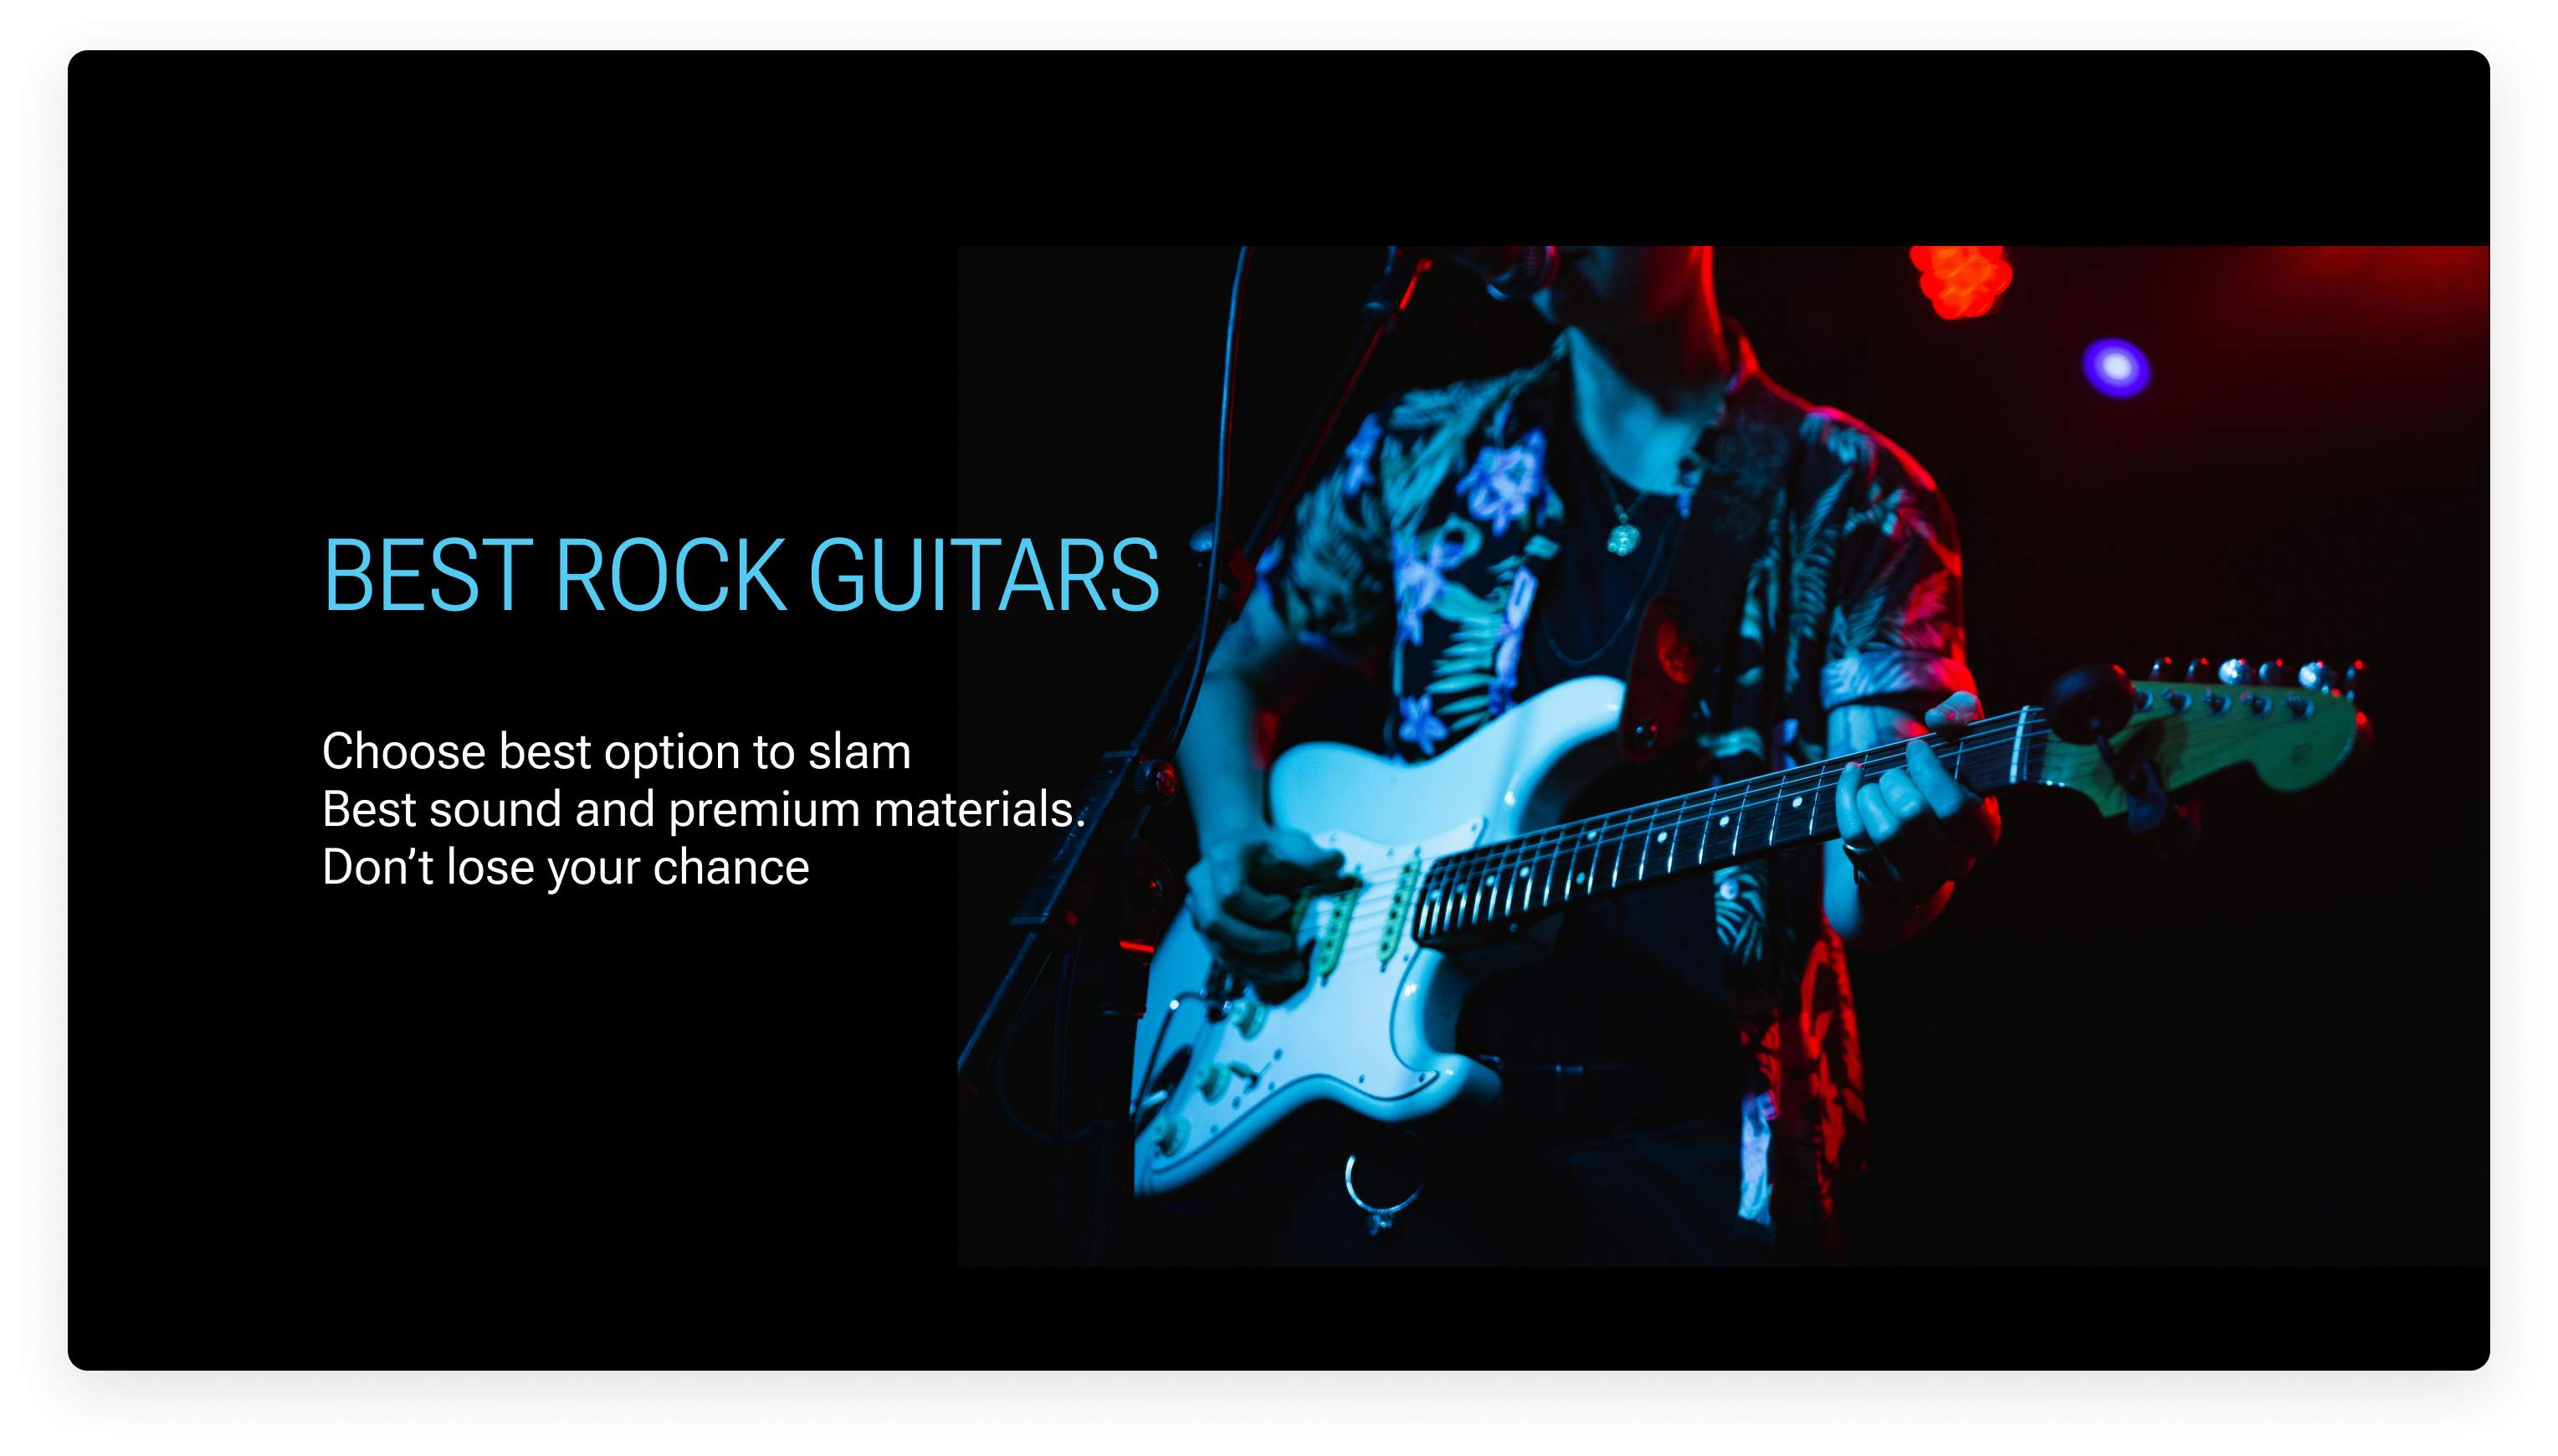 BEST ROCK GUITARS
Choose best option to slam
Best sound and premium materials.
Don’t lose your chance